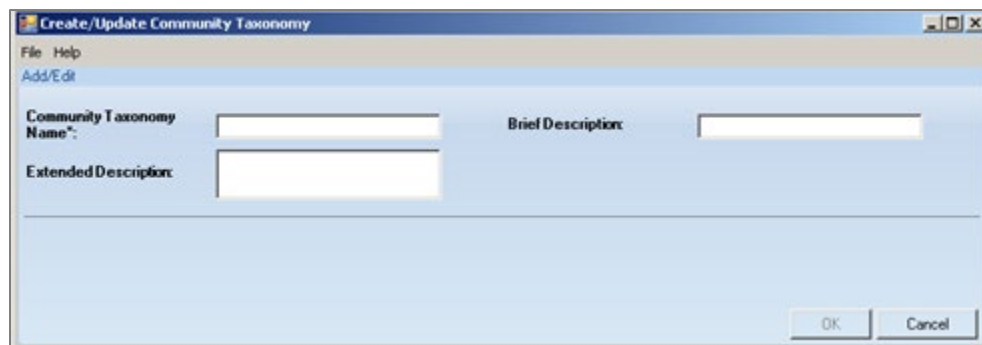 Create/Update Community Taxonomy
File Help
Add/Edit
Community Taxonomy
Name*:
Brief Description:
Extended Description:
OK
Cancel